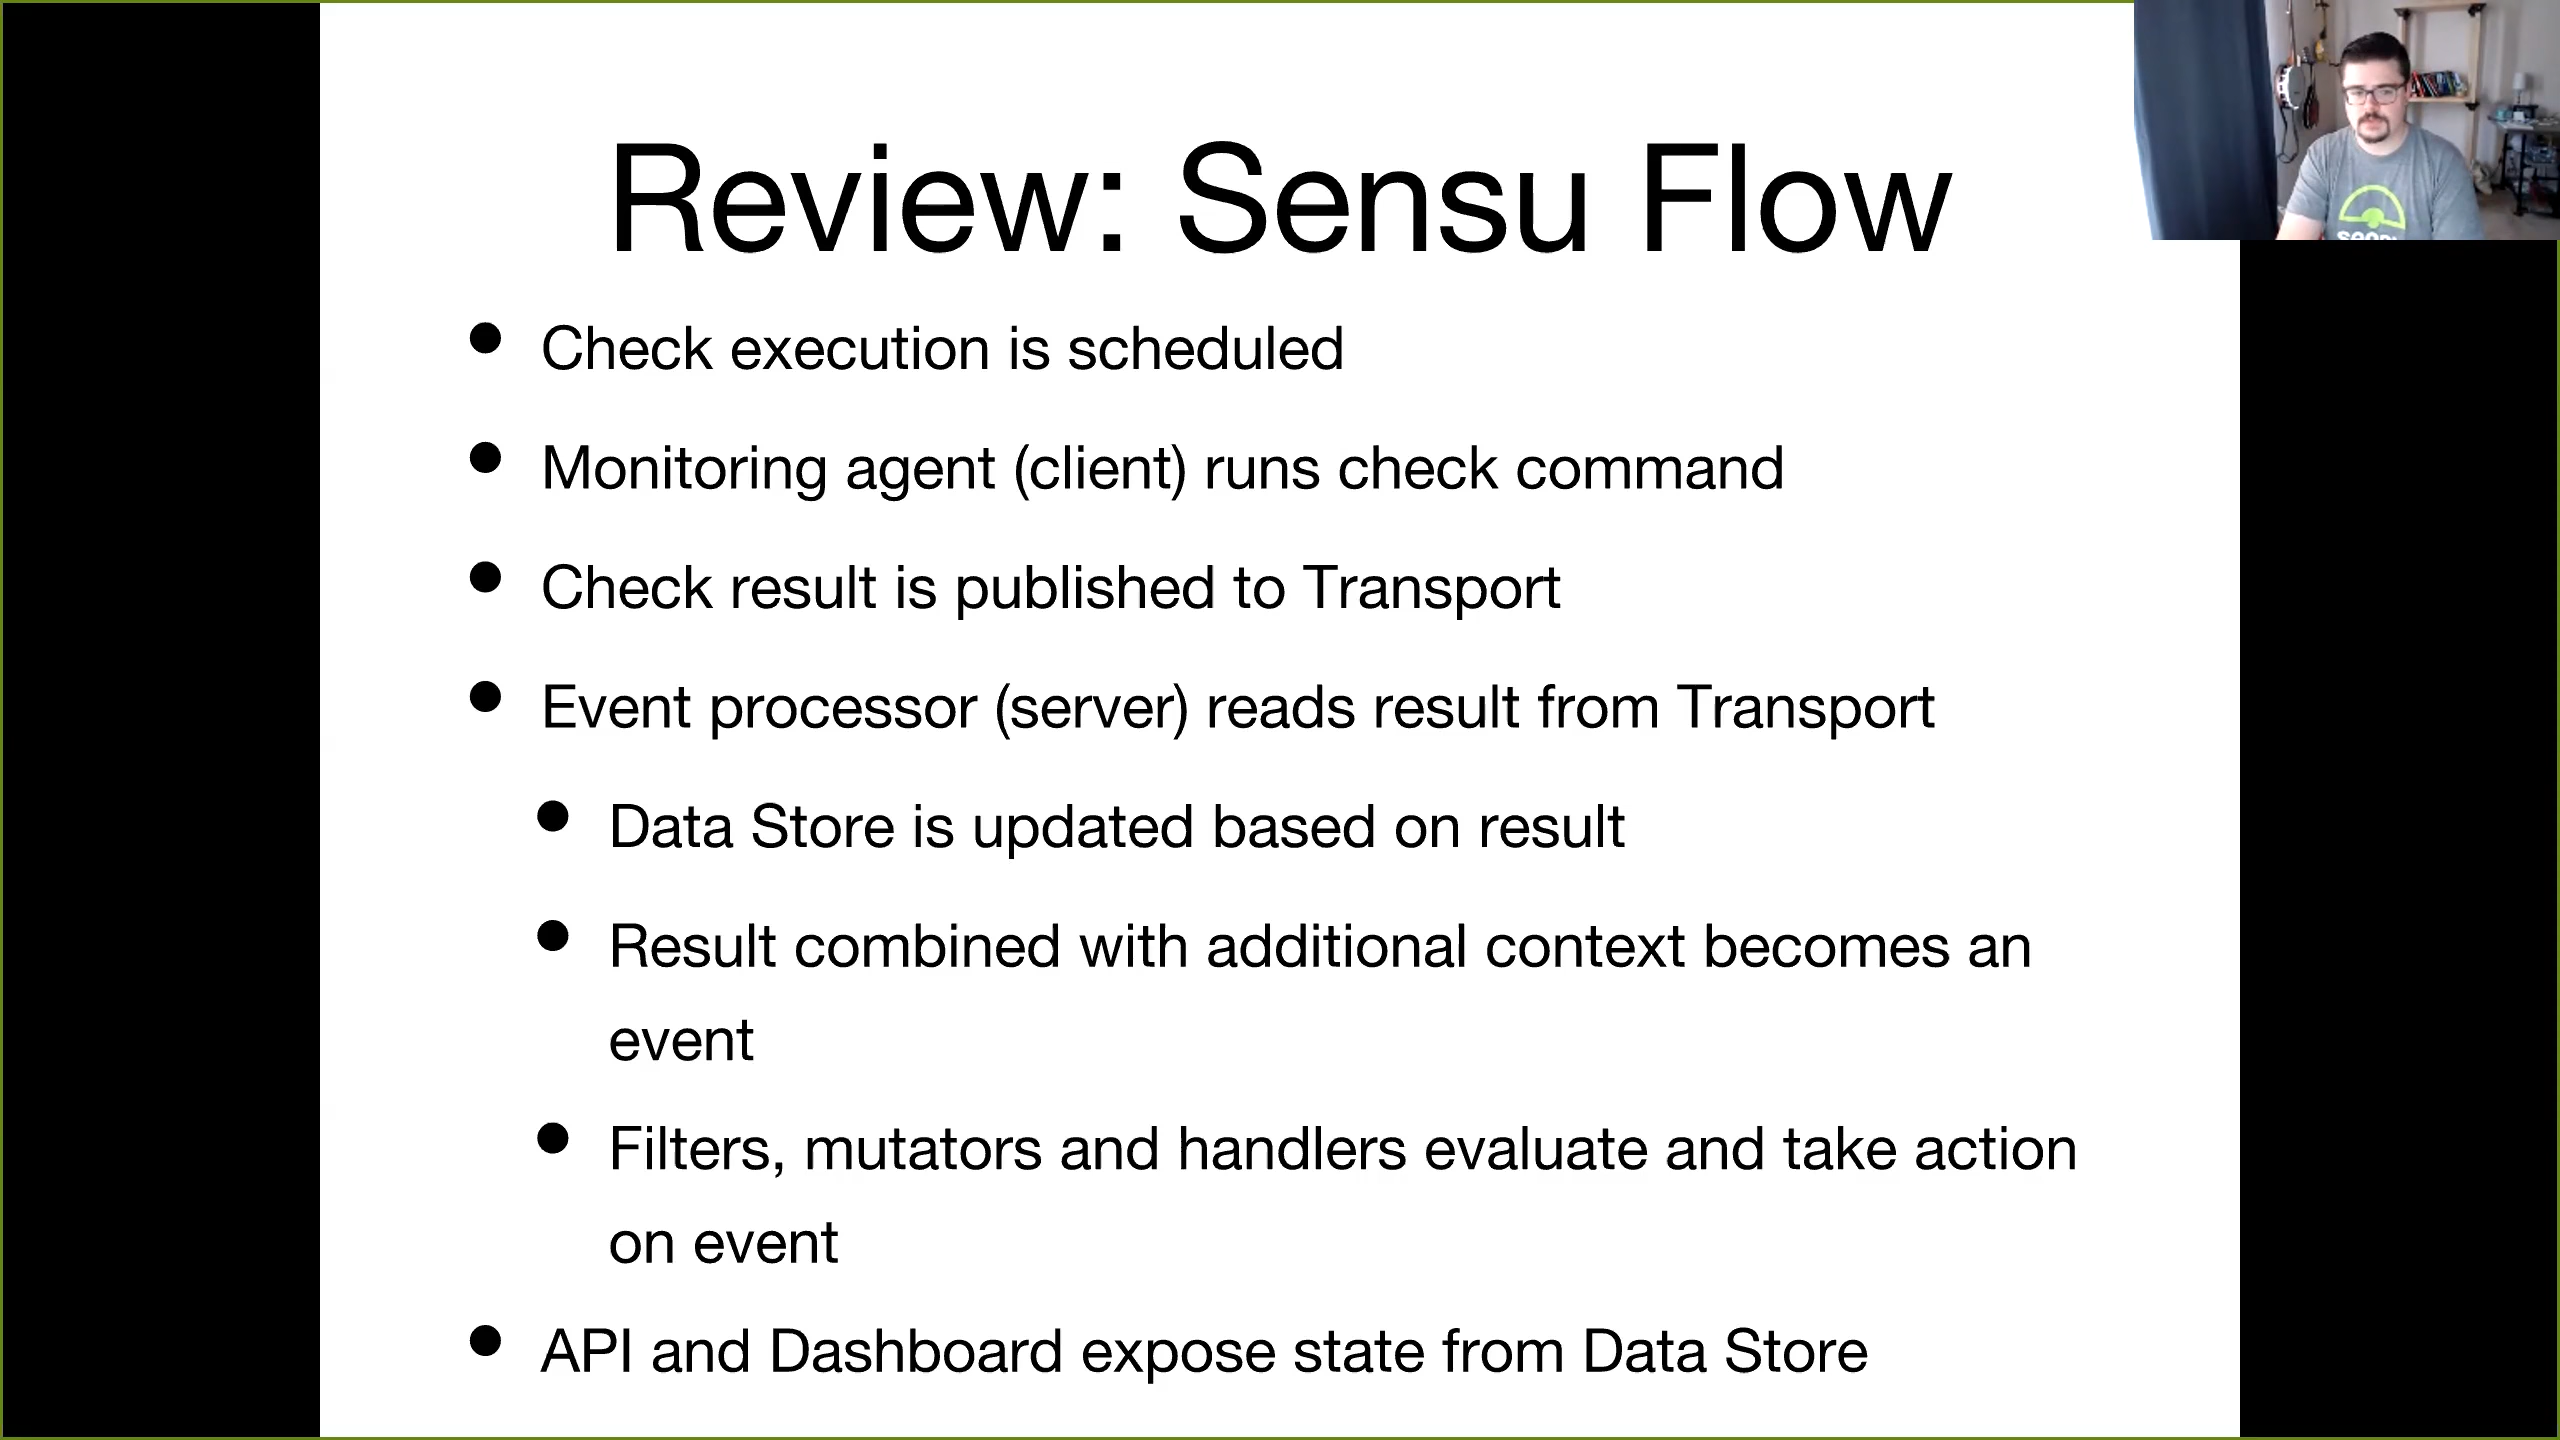 Review: Sensu Flow
Check execution is scheduled
Monitoring agent (client) runs check command
Check result is published to Transport
Event processor (server) reads result from Transport
Data Store is updated based on result
Result combined with additional context becomes an
event
Filters, mutators and handlers evaluate and take action
on event
API and Dashboard expose state from Data Store